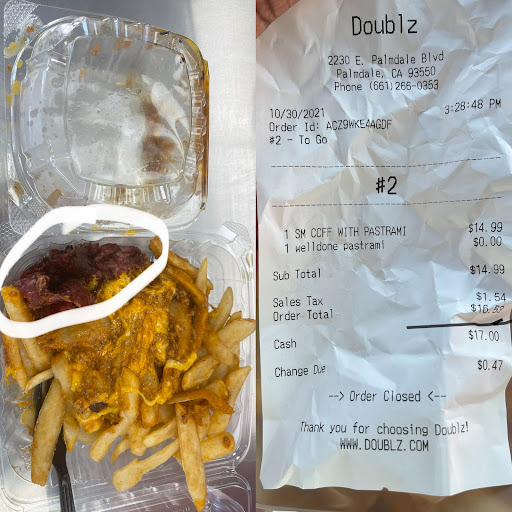 Doublz
2230 E. Palmdale Blvd
Palmdale, CA 93550
Phone (661)266-0353
10/30/2021 3:28:48 PM
Order Id: ACZ9WKE4AGDF
#2 - To Go
#2
1 SM CCFF WITH PASTRAMI $14.99
1 welldone pastrami $0.00
Sub Total $14.99
Sales Tax $1.54
Order Total $16.53
Cash $17.00
Change Due $0.47
--> Order Closed <--
Thank you for choosing Doublz!
WWW.DOUBLZ.COM